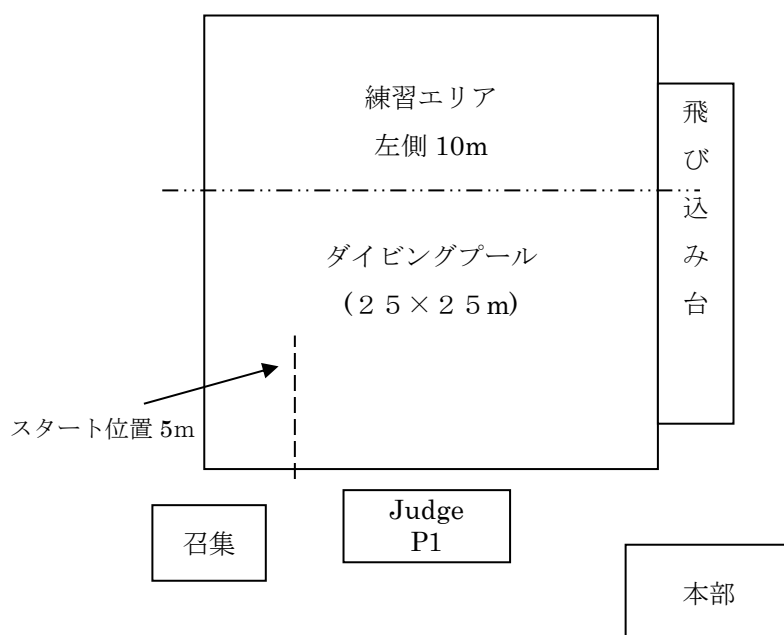 練習エリア
左側 10m
飛び込み台
ダイビングプール
(２５×２５m)
スタート位置 5m
召集
Judge
P1
本部